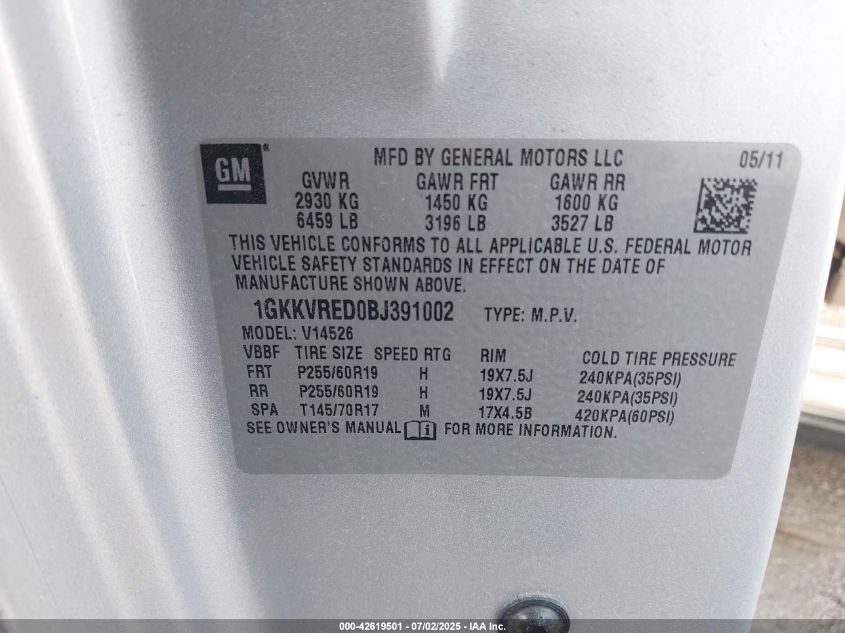 GM® MFD BY GENERAL MOTORS LLC 05/11
GVWR GAWR FRT GAWR RR
2930 KG 1450 KG 1600 KG
6459 LB 3196 LB 3527 LB
THIS VEHICLE CONFORMS TO ALL APPLICABLE U.S. FEDERAL MOTOR
VEHICLE SAFETY STANDARDS IN EFFECT ON THE DATE OF
MANUFACTURE SHOWN ABOVE.
1GKKVRED0BJ391002 TYPE: M.P.V.
MODEL: V14526
VBBF TIRE SIZE SPEED RTG RIM COLD TIRE PRESSURE
FRT P255/60R19 H 19X7.5J 240KPA(35PSI)
RR P255/60R19 H 19X7.5J 240KPA(35PSI)
SPA T145/70R17 M 17X4.5B 420KPA(60PSI)
SEE OWNER'S MANUAL i FOR MORE INFORMATION.
000-42619501 - 07/02/2025 - IAA Inc.